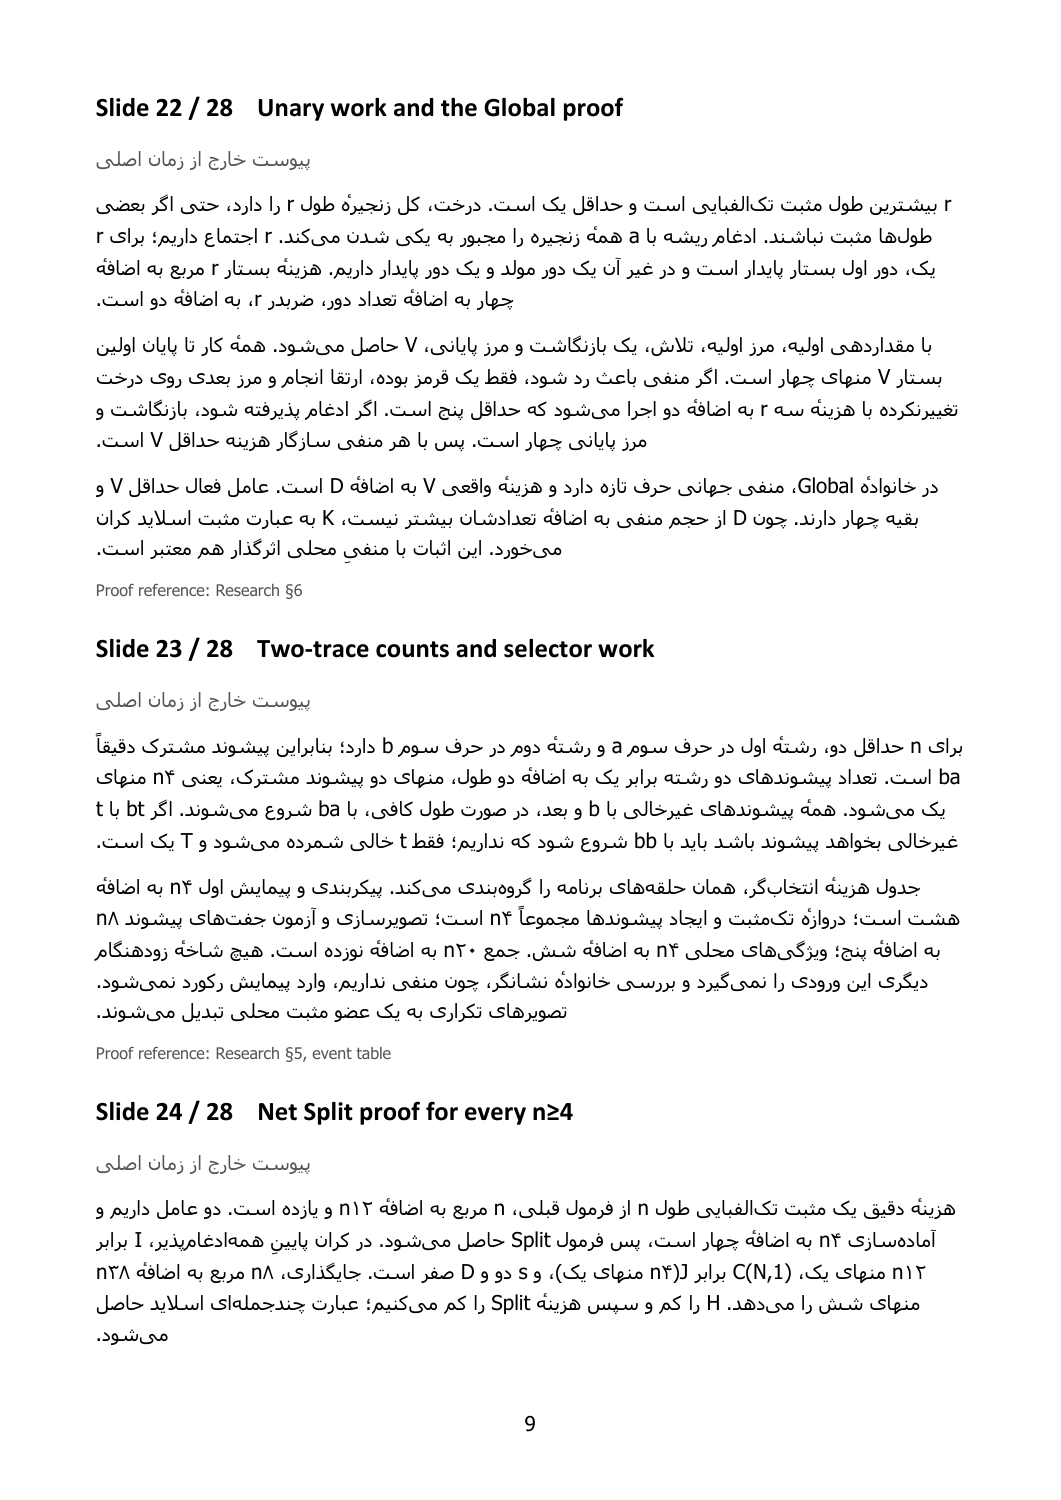 Slide 22 / 28 Unary work and the Global proof
پیوست خارج از زمان اصلی
r بیشترین طول مثبت تک‌الفبایی است و حداقل یک است. درخت، کل زنجیرهٔ طول r را دارد، حتی اگر بعضی
طول‌ها مثبت نباشند. ادغام ریشه با a همهٔ زنجیره را مجبور به یکی شدن می‌کند. r اجتماع داریم؛ برای r
یک، دور اول بستار پایدار است و در غیر آن یک دور مولد و یک دور پایدار داریم. هزینهٔ بستار r مربع به اضافهٔ
چهار به اضافهٔ تعداد دور، ضربدر r، به اضافهٔ دو است.
با مقداردهی اولیه، مرز اولیه، تلاش، یک بازنگاشت و مرز پایانی، V حاصل می‌شود. همهٔ کار تا پایان اولین
بستار V منهای چهار است. اگر منفی باعث رد شود، فقط یک قرمز بوده، ارتقا انجام و مرز بعدی روی درخت
تغییرنکرده با هزینهٔ سه r به اضافهٔ دو اجرا می‌شود که حداقل پنج است. اگر ادغام پذیرفته شود، بازنگاشت و
مرز پایانی چهار است. پس با هر منفی سازگار هزینه حداقل V است.
در خانوادهٔ Global، منفی جهانی حرف تازه دارد و هزینهٔ واقعی V به اضافهٔ D است. عامل فعال حداقل V و
بقیه چهار دارند. چون D از حجم منفی به اضافهٔ تعدادشان بیشتر نیست، K به عبارت مثبت اسلاید کران
می‌خورد. این اثبات با منفیِ محلی اثرگذار هم معتبر است.
Proof reference: Research §6
Slide 23 / 28 Two-trace counts and selector work
پیوست خارج از زمان اصلی
برای n حداقل دو، رشتهٔ اول در حرف سوم a و رشتهٔ دوم در حرف سوم b دارد؛ بنابراین پیشوند مشترک دقیقاً
ba است. تعداد پیشوندهای دو رشته برابر یک به اضافهٔ دو طول، منهای دو پیشوند مشترک، یعنی n۴ منهای
یک می‌شود. همهٔ پیشوندهای غیرخالی با b و بعد، در صورت طول کافی، با ba شروع می‌شوند. اگر bt با t
غیرخالی بخواهد پیشوند باشد باید با bb شروع شود که نداریم؛ فقط t خالی شمرده می‌شود و T یک است.
جدول هزینهٔ انتخاب‌گر، همان حلقه‌های برنامه را گروه‌بندی می‌کند. پیکربندی و پیمایش اول n۴ به اضافهٔ
هشت است؛ دروازهٔ تک‌مثبت و ایجاد پیشوندها مجموعاً n۴ است؛ تصویرسازی و آزمون جفت‌های پیشوند n۸
به اضافهٔ پنج؛ ویژگی‌های محلی n۴ به اضافهٔ شش. جمع n۲۰ به اضافهٔ نوزده است. هیچ شاخهٔ زودهنگام
دیگری این ورودی را نمی‌گیرد و بررسی خانوادهٔ نشانگر، چون منفی نداریم، وارد پیمایش رکورد نمی‌شود.
تصویرهای تکراری به یک عضو مثبت محلی تبدیل می‌شوند.
Proof reference: Research §5, event table
Slide 24 / 28 Net Split proof for every n≥4
پیوست خارج از زمان اصلی
هزینهٔ دقیق یک مثبت تک‌الفبایی طول n از فرمول قبلی، n مربع به اضافهٔ n۱۲ و یازده است. دو عامل داریم و
آماده‌سازی n۴ به اضافهٔ چهار است، پس فرمول Split حاصل می‌شود. در کران پایینِ همه‌ادغام‌پذیر، I برابر
n۱۲ منهای یک، C(N,1) برابر J(n۴ منهای یک)، و s دو و D صفر است. جایگذاری، n۸ مربع به اضافهٔ n۳۸
منهای شش را می‌دهد. H را کم و سپس هزینهٔ Split را کم می‌کنیم؛ عبارت چندجمله‌ای اسلاید حاصل
می‌شود.
9